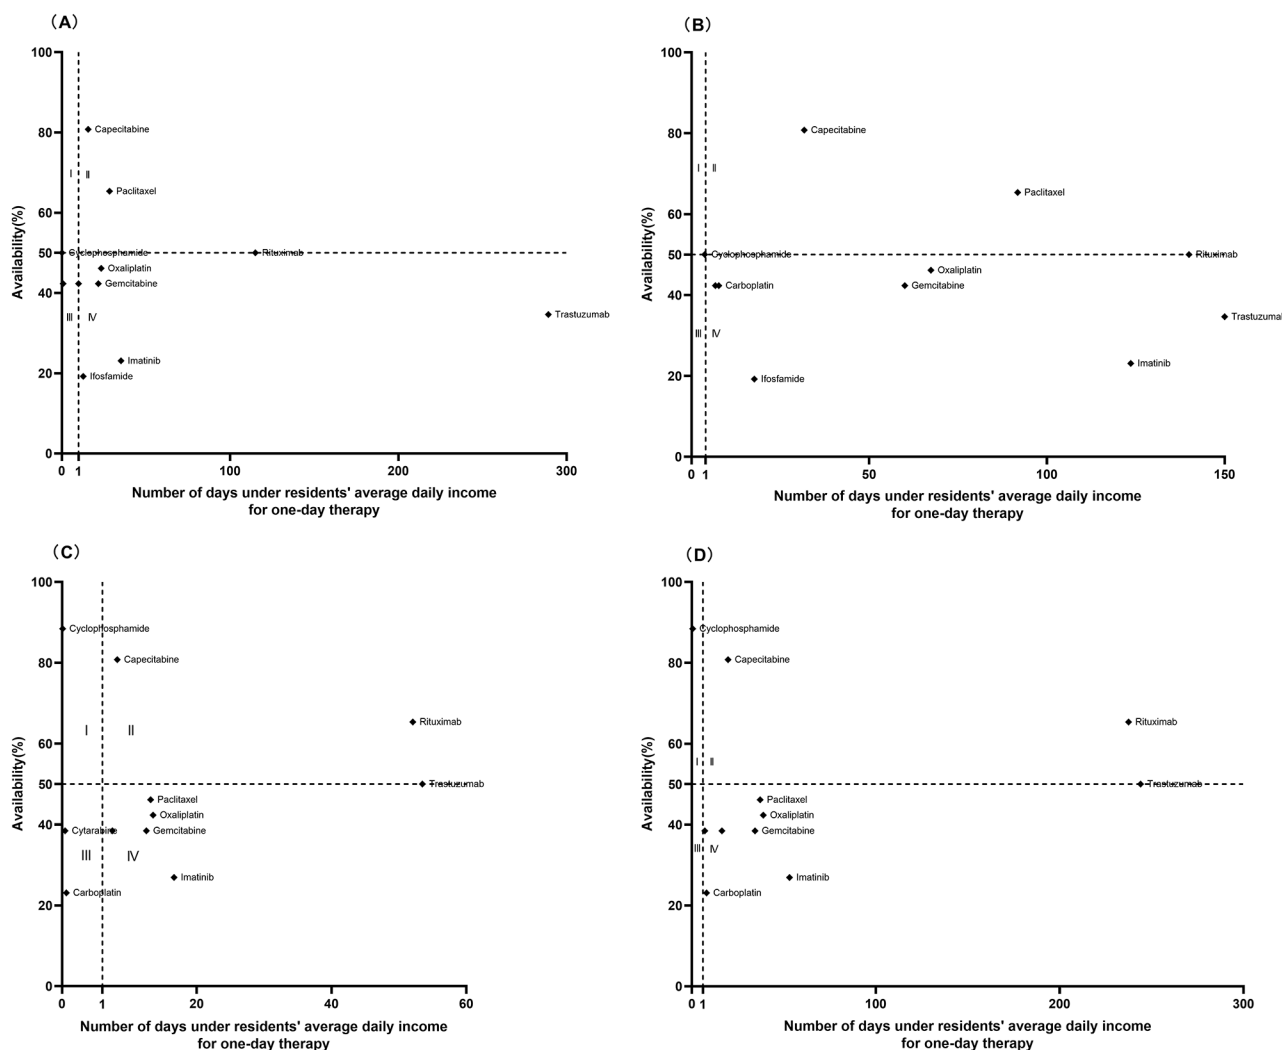 (A)
100
80
60
50
40
20
0
Availability(%)
Capecitabine
Paclitaxel
Cyclophosphamide
Rituximab
Oxaliplatin
Gemcitabine
Trastuzumab
Imatinib
Ifosfamide
I II
III IV
0 1 100 200 300
Number of days under residents' average daily income
for one-day therapy
(B)
100
80
60
50
40
20
0
Availability(%)
Capecitabine
Paclitaxel
Cyclophosphamide
Rituximab
Oxaliplatin
Carboplatin
Gemcitabine
Trastuzumab
Imatinib
Ifosfamide
I II
III IV
0 1 50 100 150
Number of days under residents' average daily income
for one-day therapy
(C)
100
80
60
50
40
20
0
Availability(%)
Cyclophosphamide
Capecitabine
Rituximab
I II
Trastuzumab
Paclitaxel
Oxaliplatin
Cytarabine
Gemcitabine
III IV
Imatinib
Carboplatin
0 1 20 40 60
Number of days under residents' average daily income
for one-day therapy
(D)
100
80
60
50
40
20
0
Availability(%)
Cyclophosphamide
Capecitabine
Rituximab
I II
Trastuzumab
Paclitaxel
Oxaliplatin
Gemcitabine
III IV
Imatinib
Carboplatin
0 1 100 200 300
Number of days under residents' average daily income
for one-day therapy